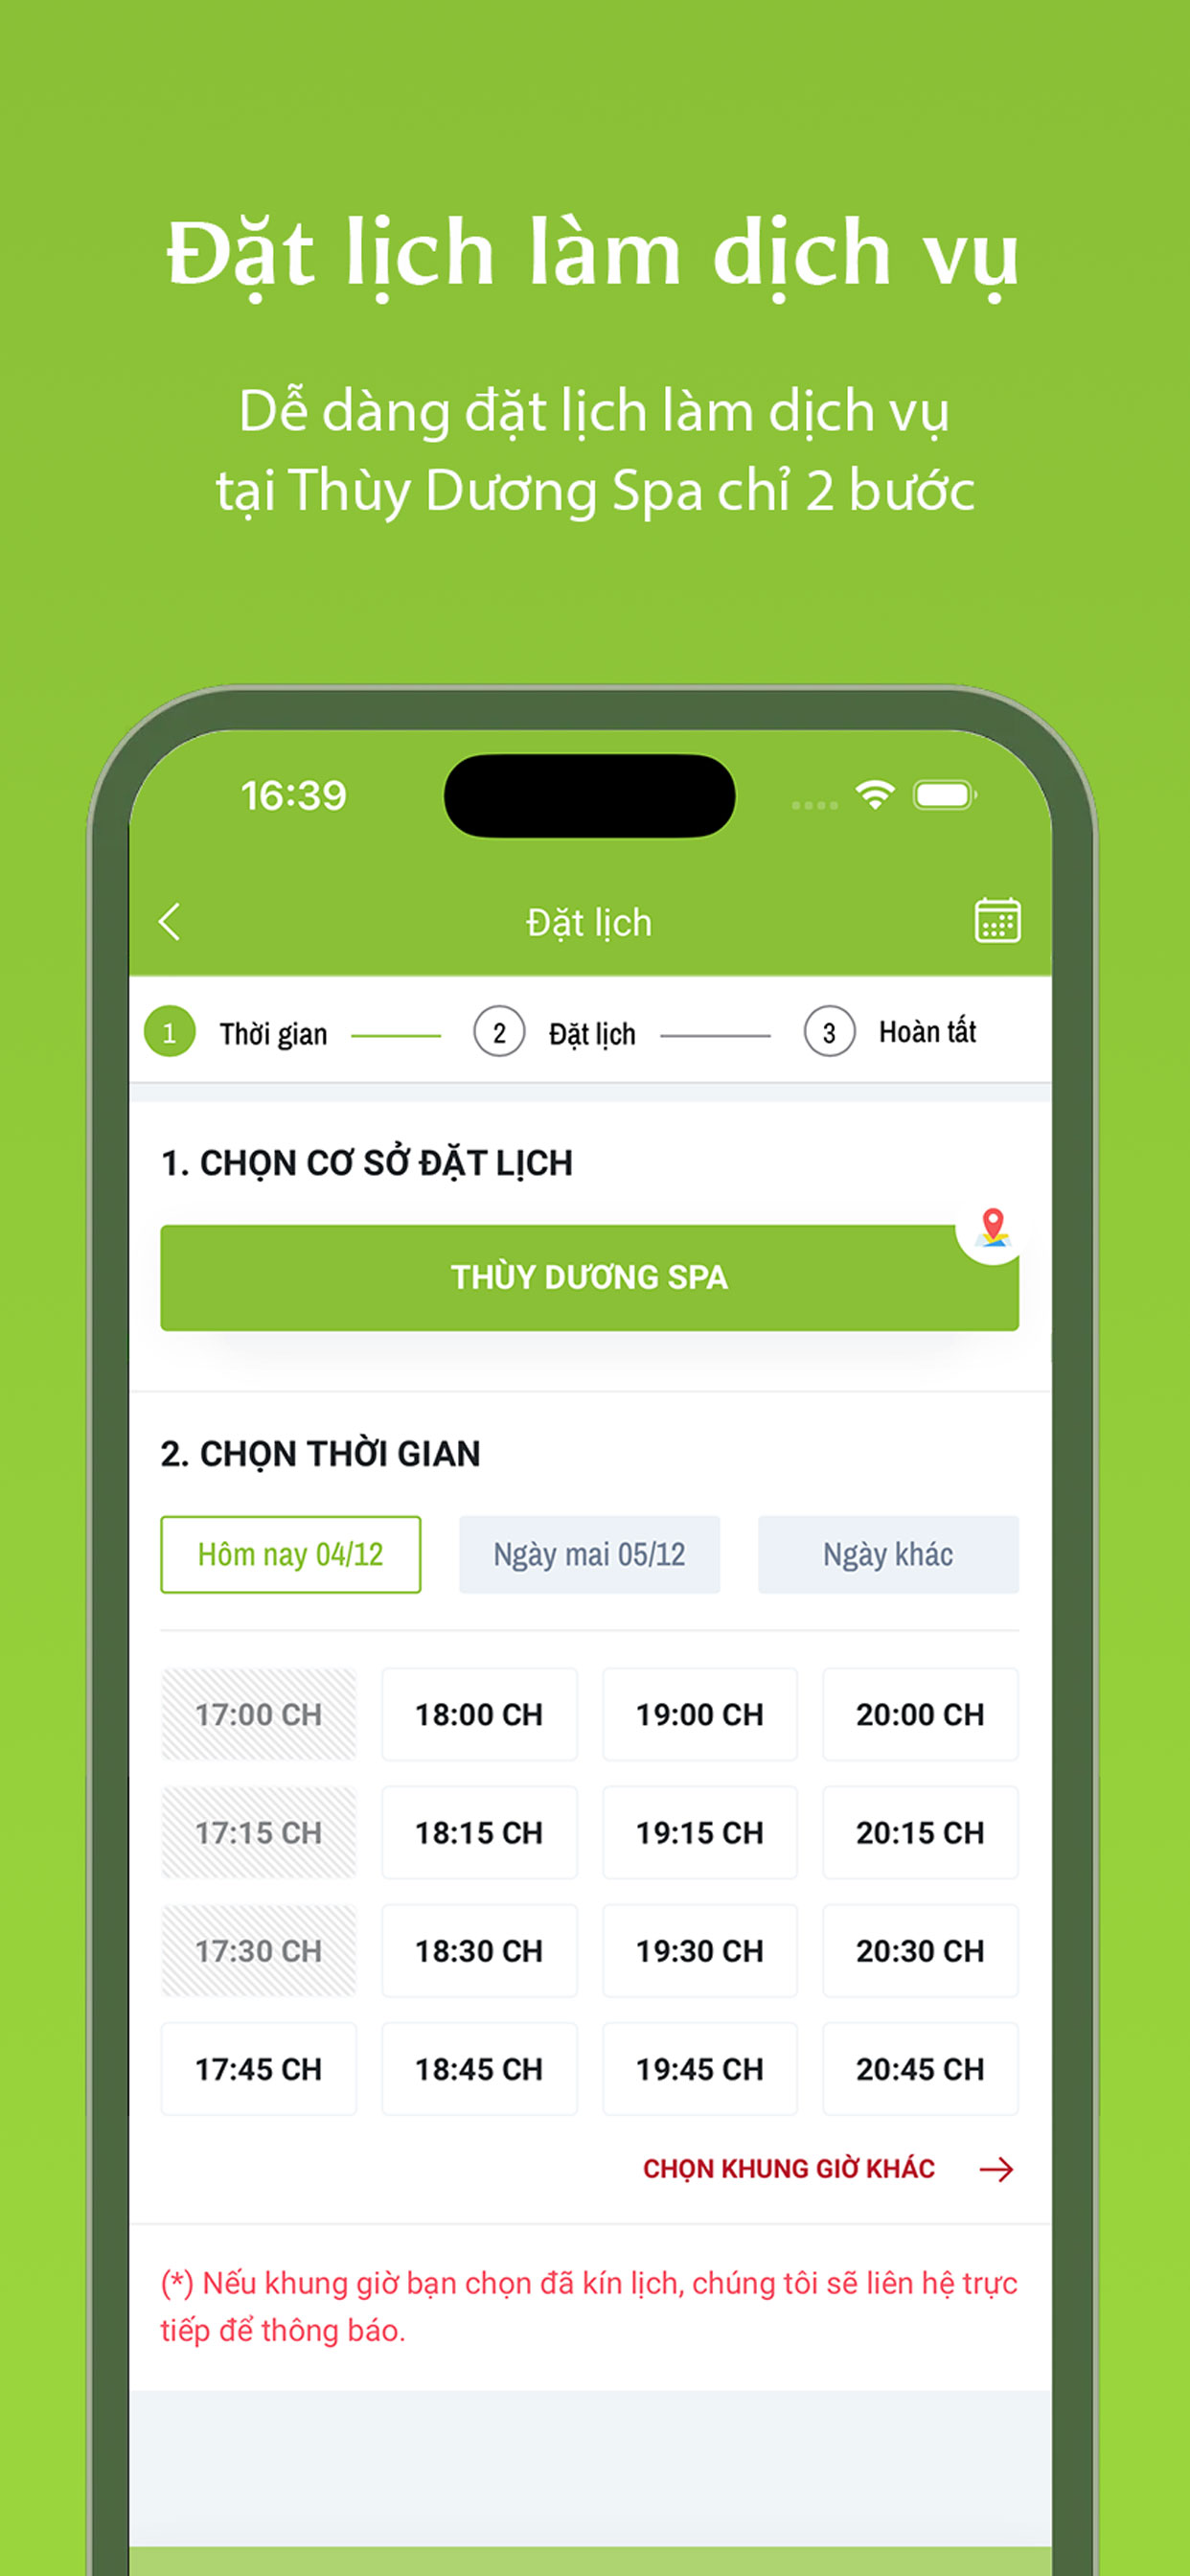 Đặt lịch làm dịch vụ
Dễ dàng đặt lịch làm dịch vụ
tại Thùy Dương Spa chỉ 2 bước
16:39
Đặt lịch
1 Thời gian 2 Đặt lịch 3 Hoàn tất
1. CHỌN CƠ SỞ ĐẶT LỊCH
THÙY DƯƠNG SPA
2. CHỌN THỜI GIAN
Hôm nay 04/12 Ngày mai 05/12 Ngày khác
17:00 CH 18:00 CH 19:00 CH 20:00 CH
17:15 CH 18:15 CH 19:15 CH 20:15 CH
17:30 CH 18:30 CH 19:30 CH 20:30 CH
17:45 CH 18:45 CH 19:45 CH 20:45 CH
CHỌN KHUNG GIỜ KHÁC
(*) Nếu khung giờ bạn chọn đã kín lịch, chúng tôi sẽ liên hệ trực
tiếp để thông báo.